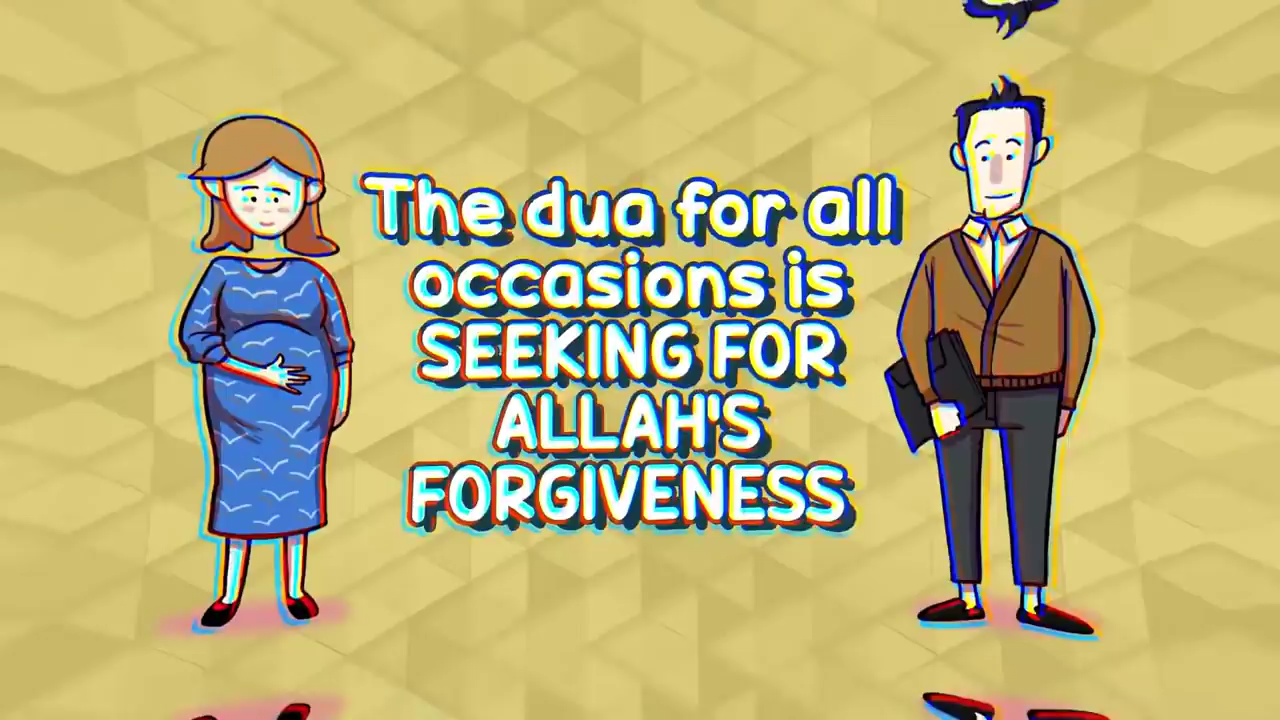 The dua for all
occasions is
SEEKING FOR
ALLAH'S
FORGIVENESS